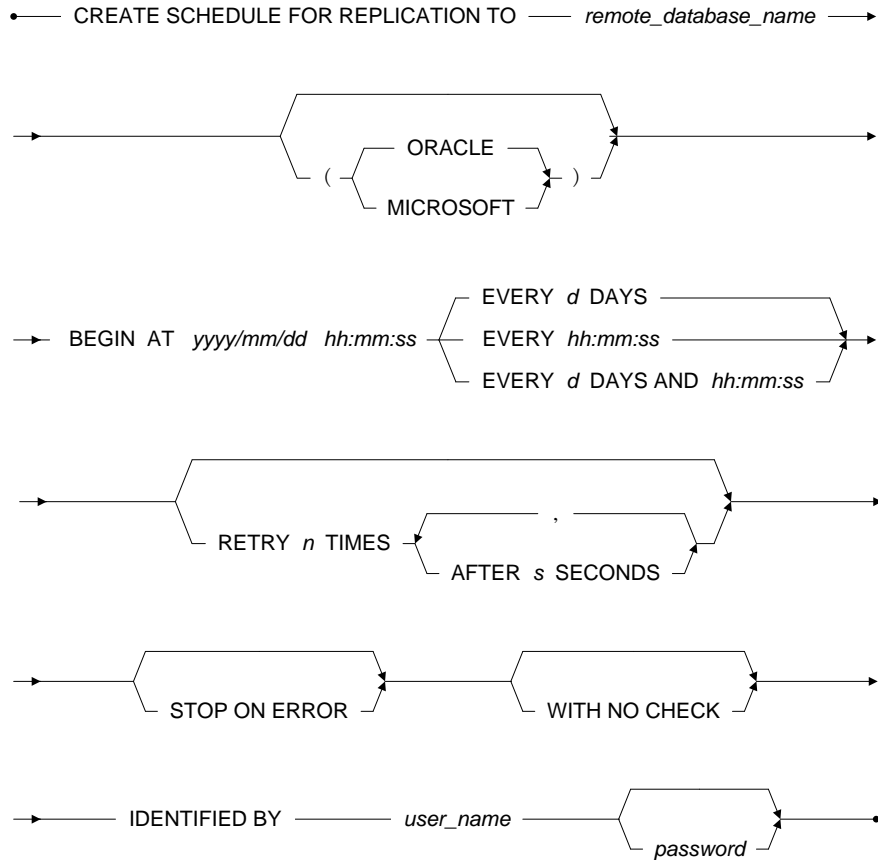 CREATE SCHEDULE FOR REPLICATION TO remote_database_name
( ORACLE )
MICROSOFT
EVERY d DAYS
BEGIN AT yyyy/mm/dd hh:mm:ss EVERY hh:mm:ss
EVERY d DAYS AND hh:mm:ss
,
RETRY n TIMES
AFTER s SECONDS
STOP ON ERROR WITH NO CHECK
IDENTIFIED BY user_name
password